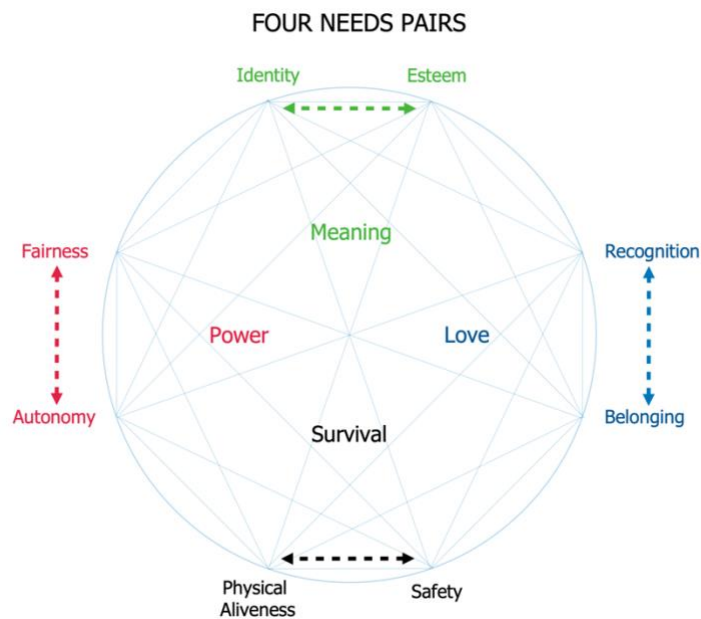 FOUR NEEDS PAIRS
Identity
Esteem
Meaning
Fairness
Recognition
Power
Love
Autonomy
Belonging
Survival
Physical
Aliveness
Safety